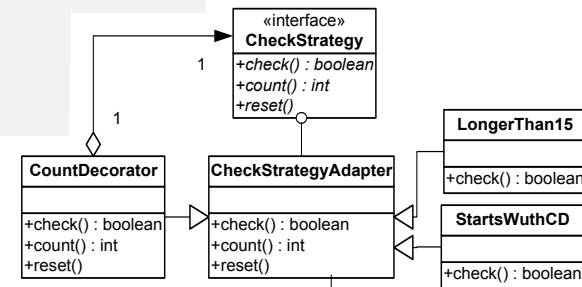 «interface»
CheckStrategy
+check() : boolean
+count() : int
+reset()
1
1
CountDecorator
+check() : boolean
+count() : int
+reset()
CheckStrategyAdapter
+check() : boolean
+count() : int
+reset()
LongerThan15
+check() : boolean
StartsWuthCD
+check() : boolean